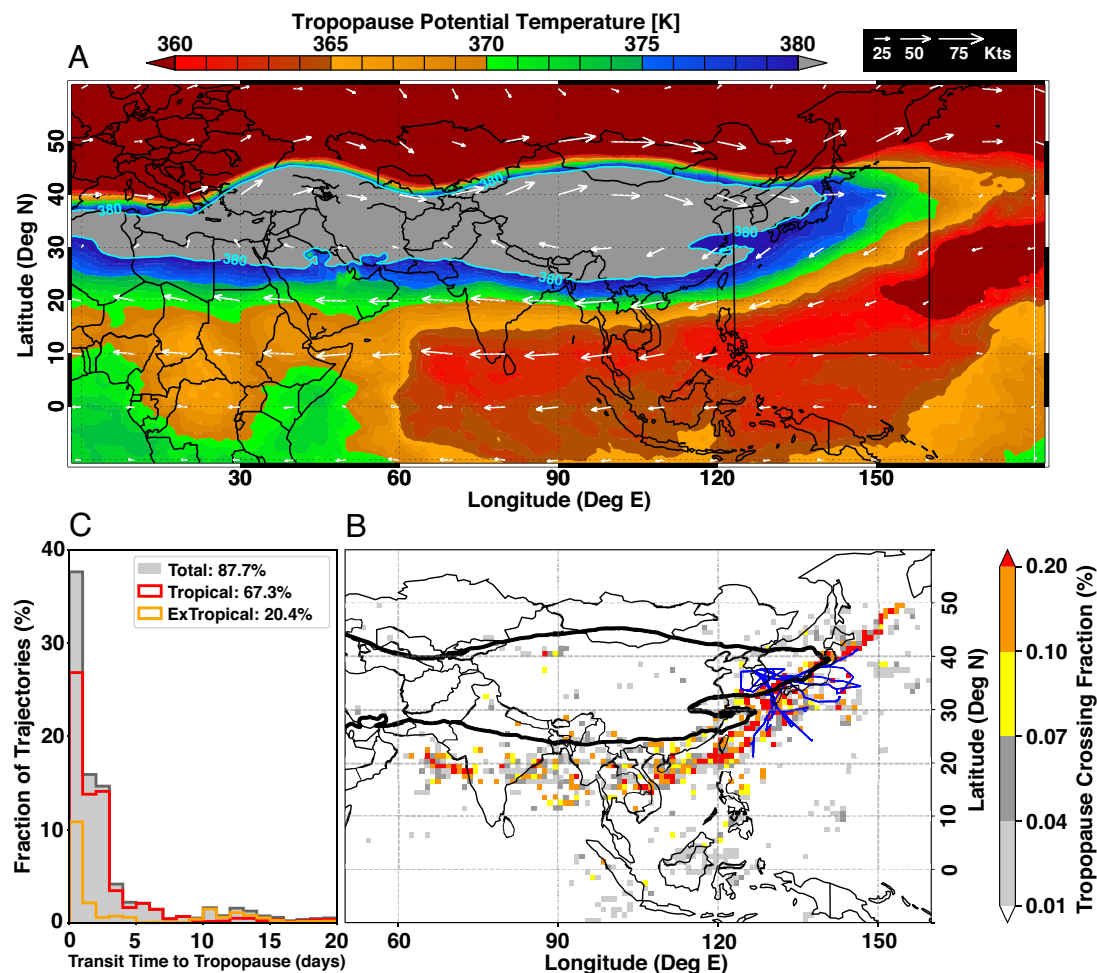 Tropopause Potential Temperature [K]
A
360 365 370 375 380
25 50 75 Kts
Latitude (Deg N)
50
40
30
20
10
0
380
380
380
380
380
380
30 60 90 120 150
Longitude (Deg E)
C
Fraction of Trajectories (%)
40
30
20
10
0
Total: 87.7%
Tropical: 67.3%
ExTropical: 20.4%
0 5 10 15 20
Transit Time to Tropopause (days)
B
50
40
30
20
10
0
Latitude (Deg N)
60 90 120 150
Longitude (Deg E)
0.20
0.10
0.07
0.04
0.01
Tropopause Crossing Fraction (%)